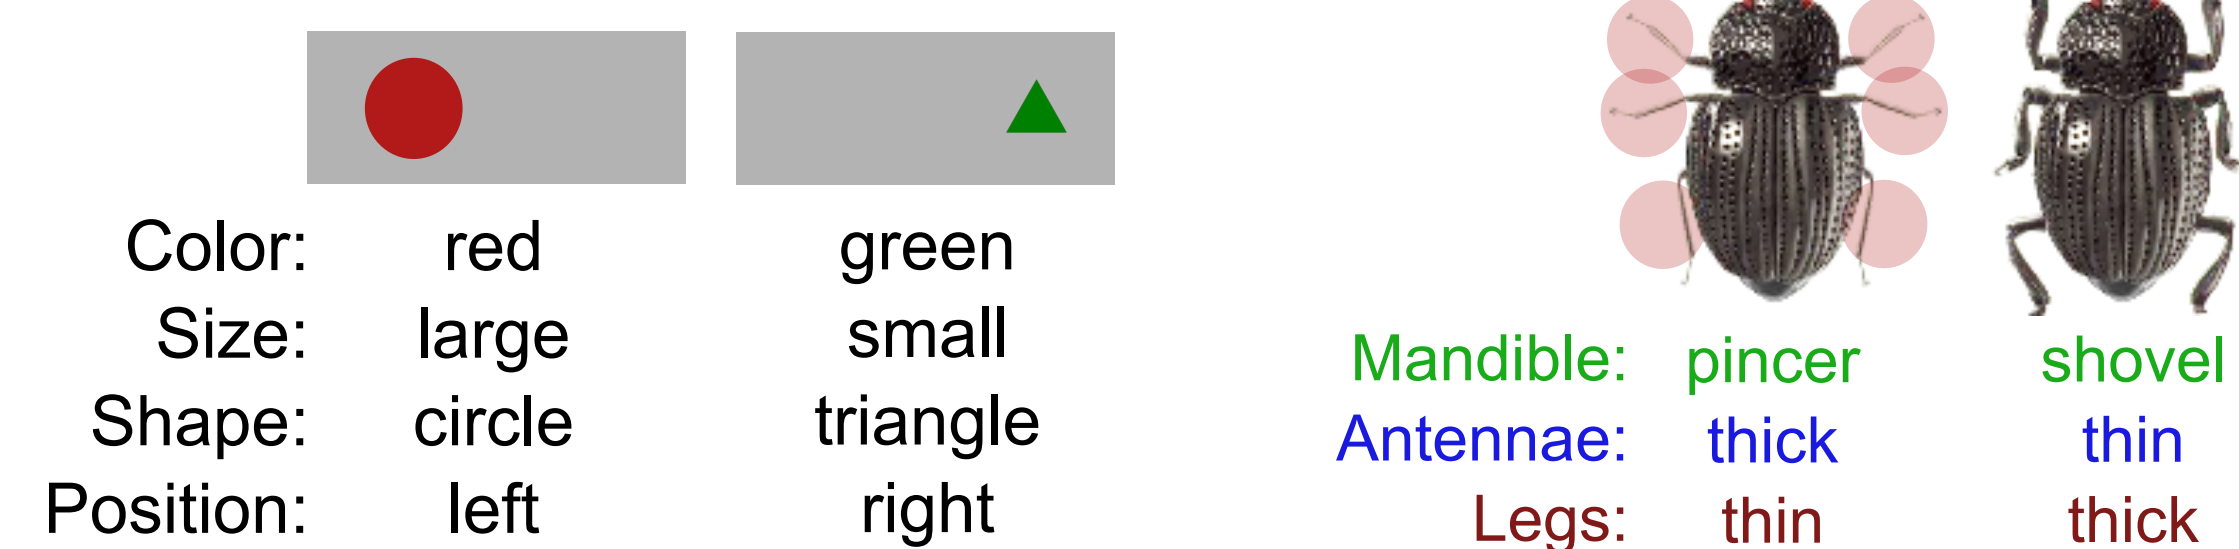 Color: red green
Size: large small
Shape: circle triangle
Position: left right
Mandible: pincer shovel
Antennae: thick thin
Legs: thin thick